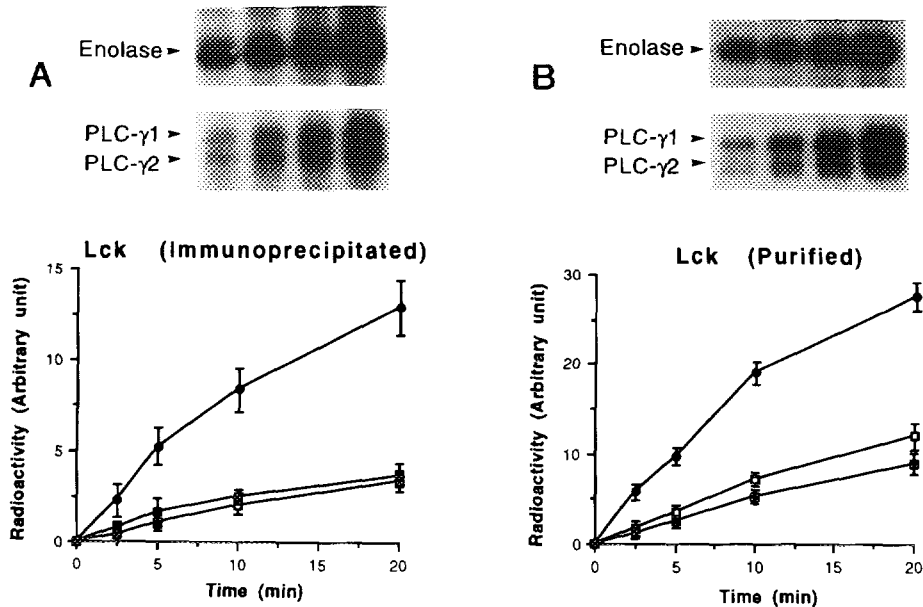 A
Enolase ►
PLC-γ1 ►
PLC-γ2 ►
Lck (Immunoprecipitated)
Radioactivity (Arbitrary unit)
15
10
5
0
0 5 10 15 20
Time (min)
B
Enolase ►
PLC-γ1 ►
PLC-γ2 ►
Lck (Purified)
Radioactivity (Arbitrary unit)
30
20
10
0
0 5 10 15 20
Time (min)